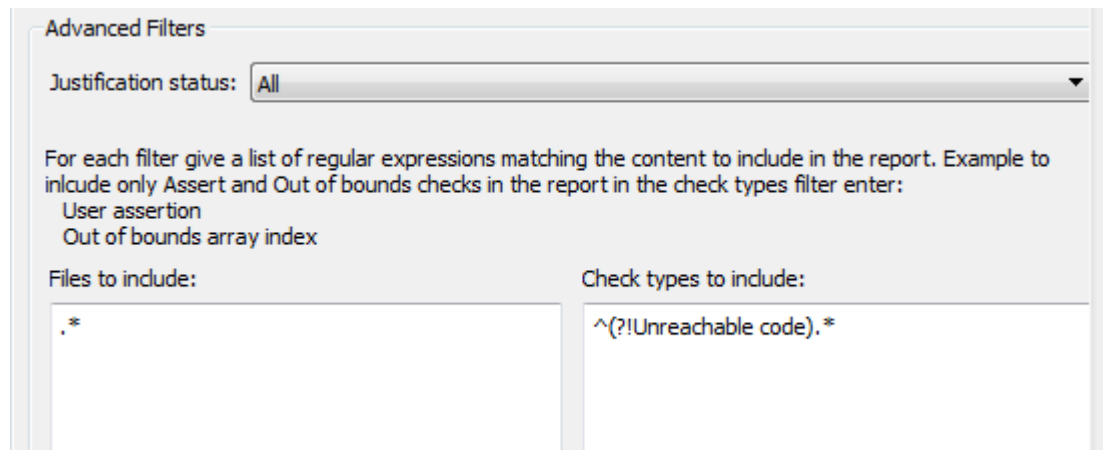 Advanced Filters
Justification status: All
For each filter give a list of regular expressions matching the content to include in the report. Example to
inlcude only Assert and Out of bounds checks in the report in the check types filter enter:
User assertion
Out of bounds array index
Files to include: Check types to include:
.* ^(?!Unreachable code).*